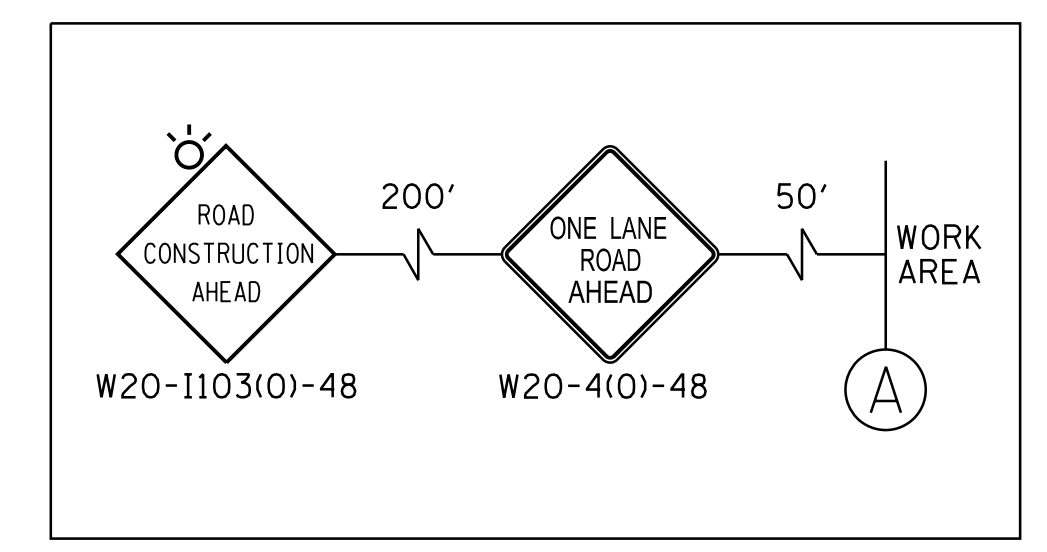 ROAD
CONSTRUCTION
AHEAD
W20-I103(O)-48
200'
ONE LANE
ROAD
AHEAD
W20-4(O)-48
50'
WORK
AREA
A